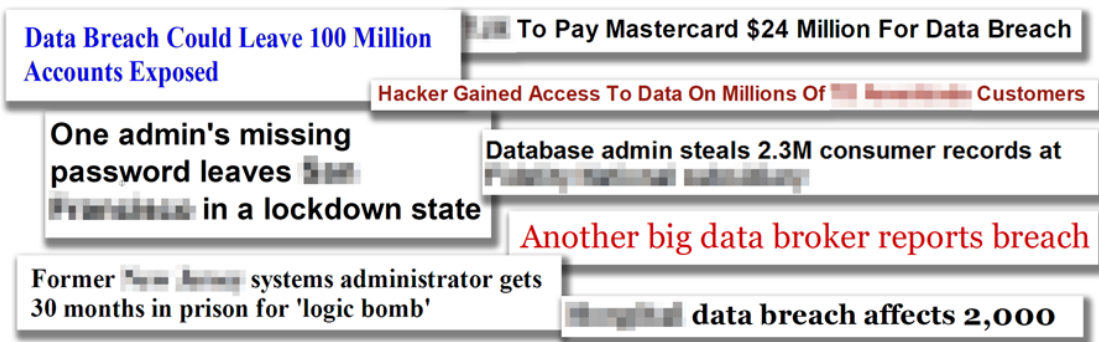 Data Breach Could Leave 100 Million
Accounts Exposed
To Pay Mastercard $24 Million For Data Breach
Hacker Gained Access To Data On Millions Of Customers
One admin's missing
password leaves
in a lockdown state
Database admin steals 2.3M consumer records at
Another big data broker reports breach
Former systems administrator gets
30 months in prison for 'logic bomb'
data breach affects 2,000